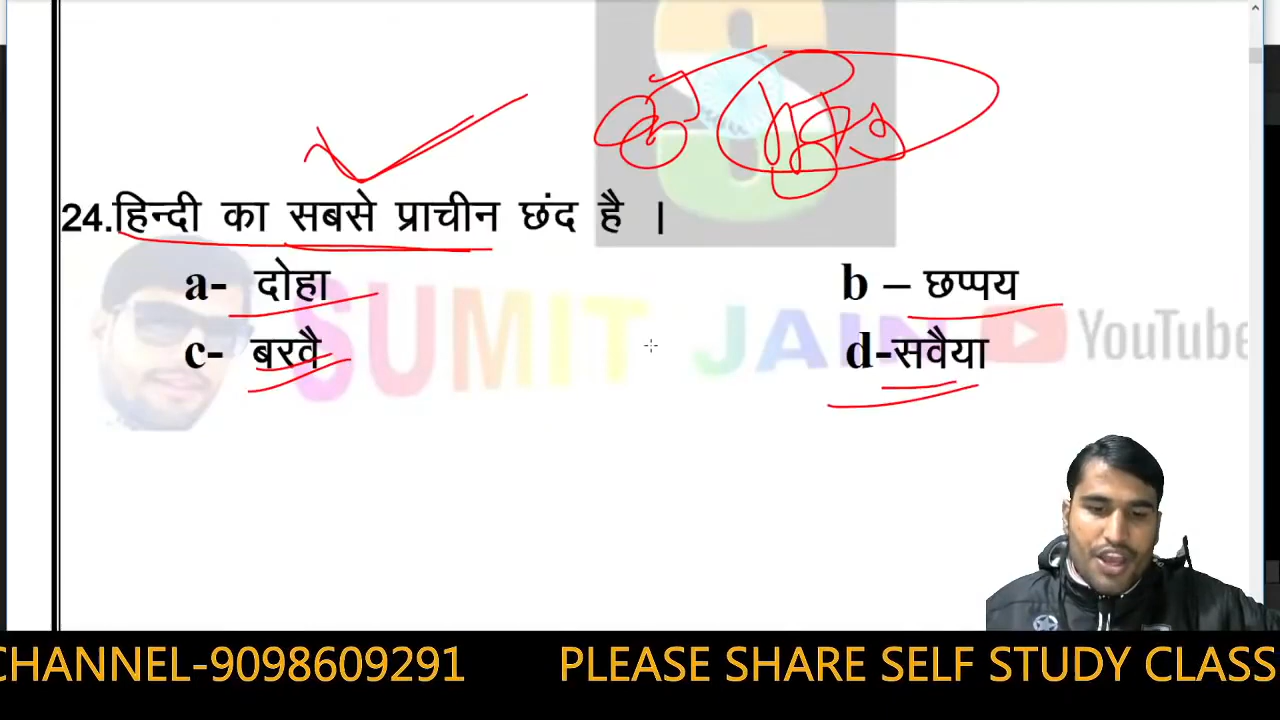 24.हिन्दी का सबसे प्राचीन छंद है ।
a- दोहा
b – छप्पय
c- बरवै
d-सवैया
SUMIT JAIN YouTube
CHANNEL-9098609291 PLEASE SHARE SELF STUDY CLASS